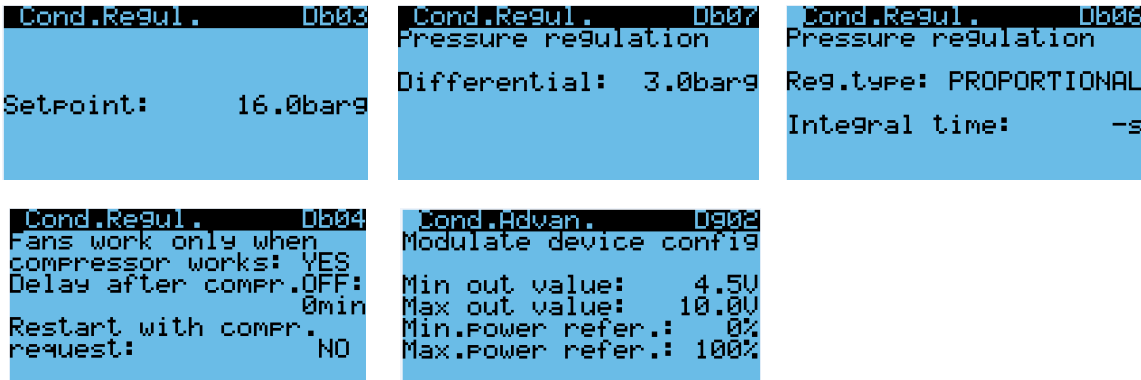 Cond.Regul. Db03
Setpoint: 16.0barg
Cond.Regul. Db07
Pressure regulation
Differential: 3.0barg
Cond.Regul. Db06
Pressure regulation
Reg.type: PROPORTIONAL
Integral time: -s
Cond.Regul. Db04
Fans work only when
compressor works: YES
Delay after compr.OFF:
0min
Restart with compr.
request: NO
Cond.Advan. Dg02
Modulate device config
Min out value: 4.5V
Max out value: 10.0V
Min.power refer.: 0%
Max.power refer.: 100%